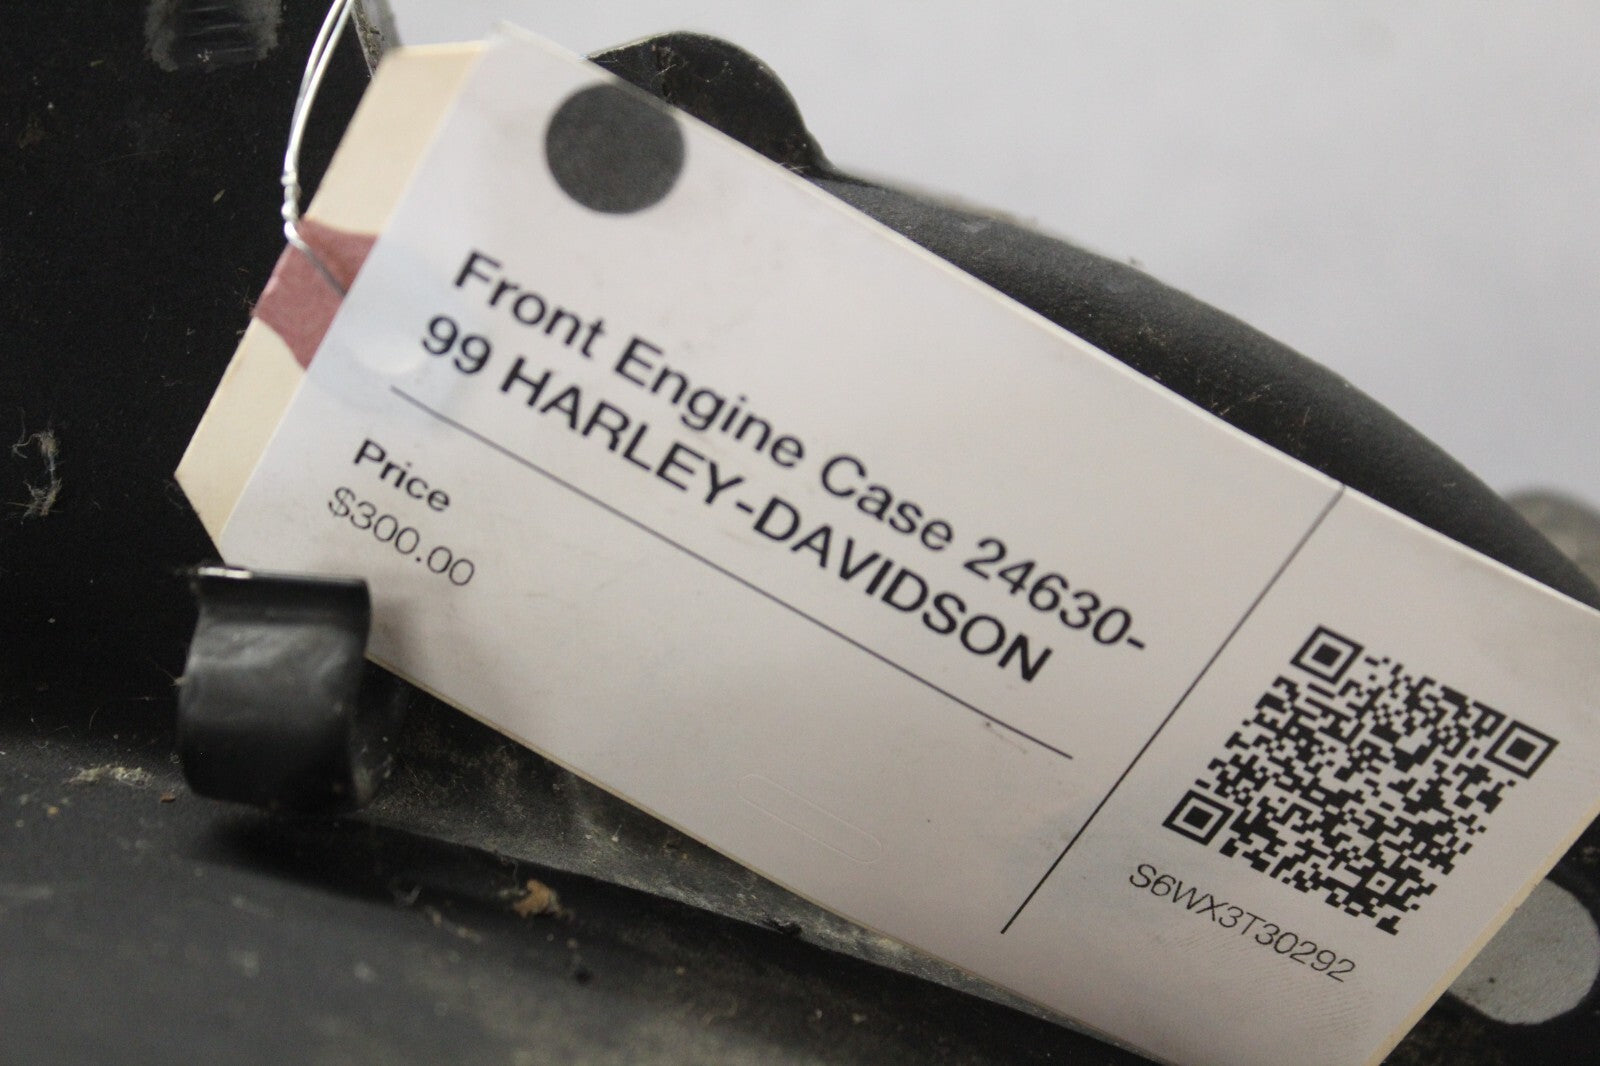 Front Engine Case 24630-
99 HARLEY-DAVIDSON
Price
$300.00
S6WX3T30292